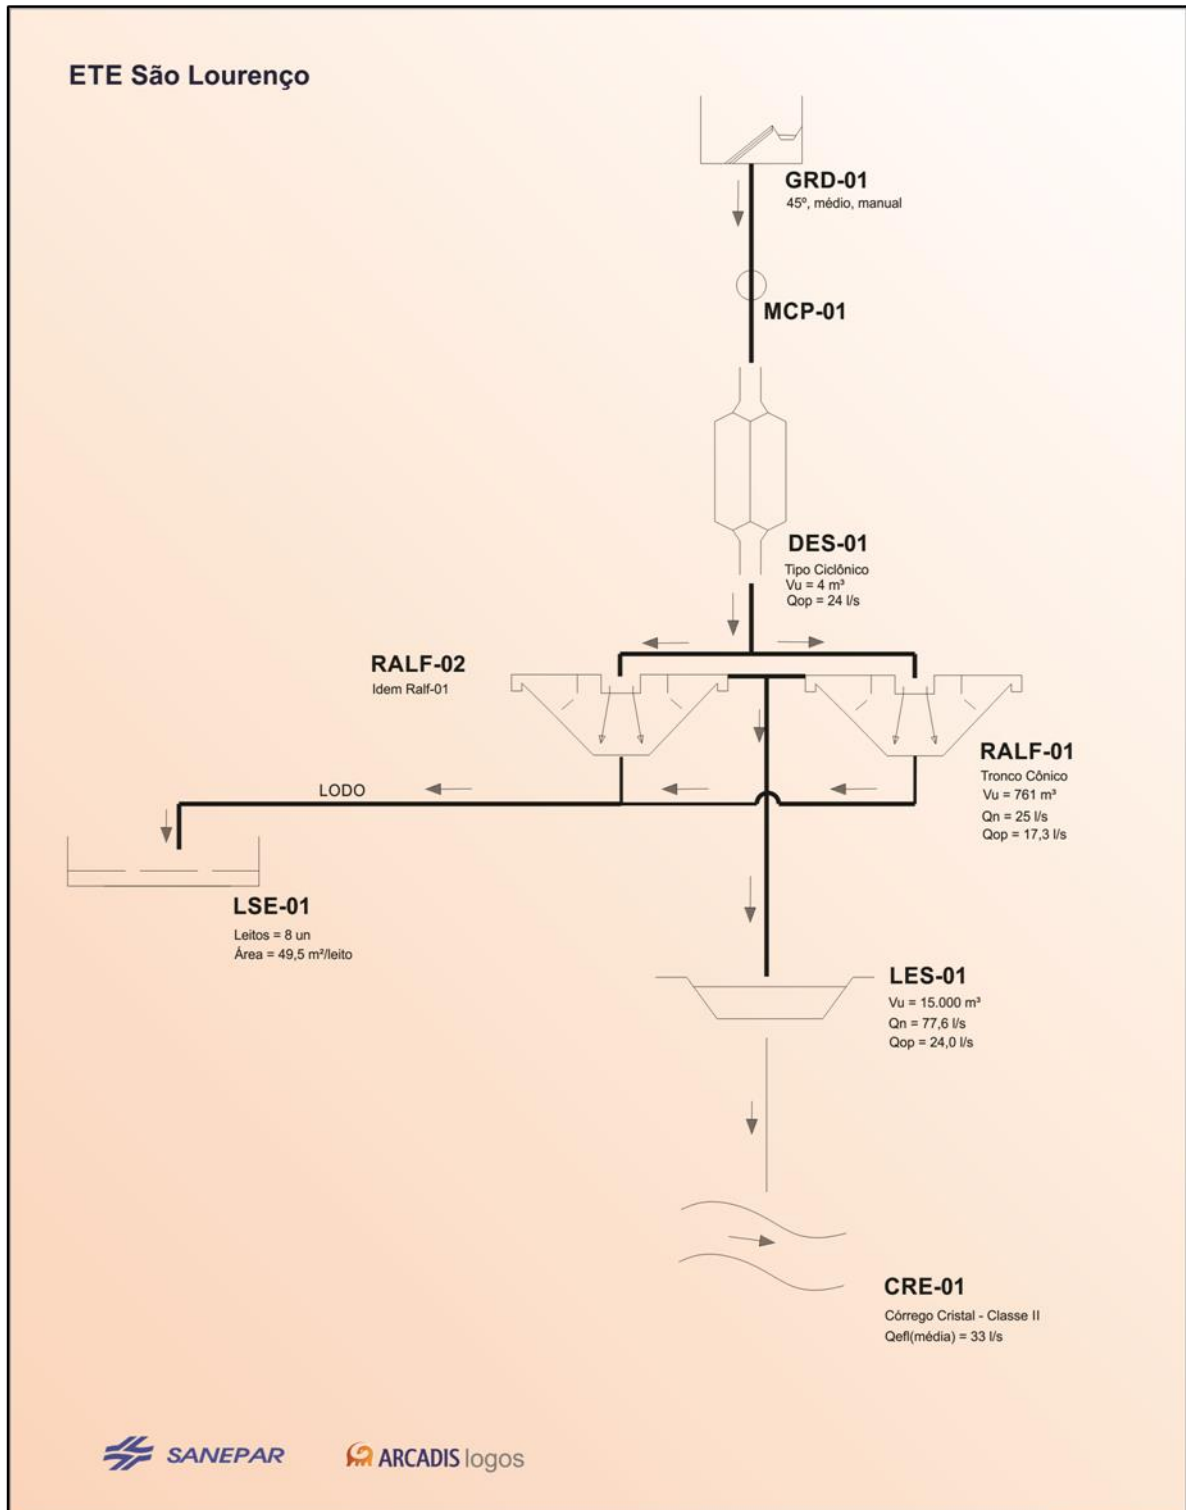 ETE São Lourenço
GRD-01
45º, médio, manual
MCP-01
DES-01
Tipo Ciclônico
Vu = 4 m³
Qop = 24 l/s
RALF-02
Idem Ralf-01
RALF-01
Tronco Cônico
Vu = 761 m³
Qn = 25 l/s
Qop = 17,3 l/s
LODO
LSE-01
Leitos = 8 un
Área = 49,5 m²/leito
LES-01
Vu = 15.000 m³
Qn = 77,6 l/s
Qop = 24,0 l/s
CRE-01
Córrego Cristal - Classe II
Qefl(média) = 33 l/s
SANEPAR
ARCADIS logos